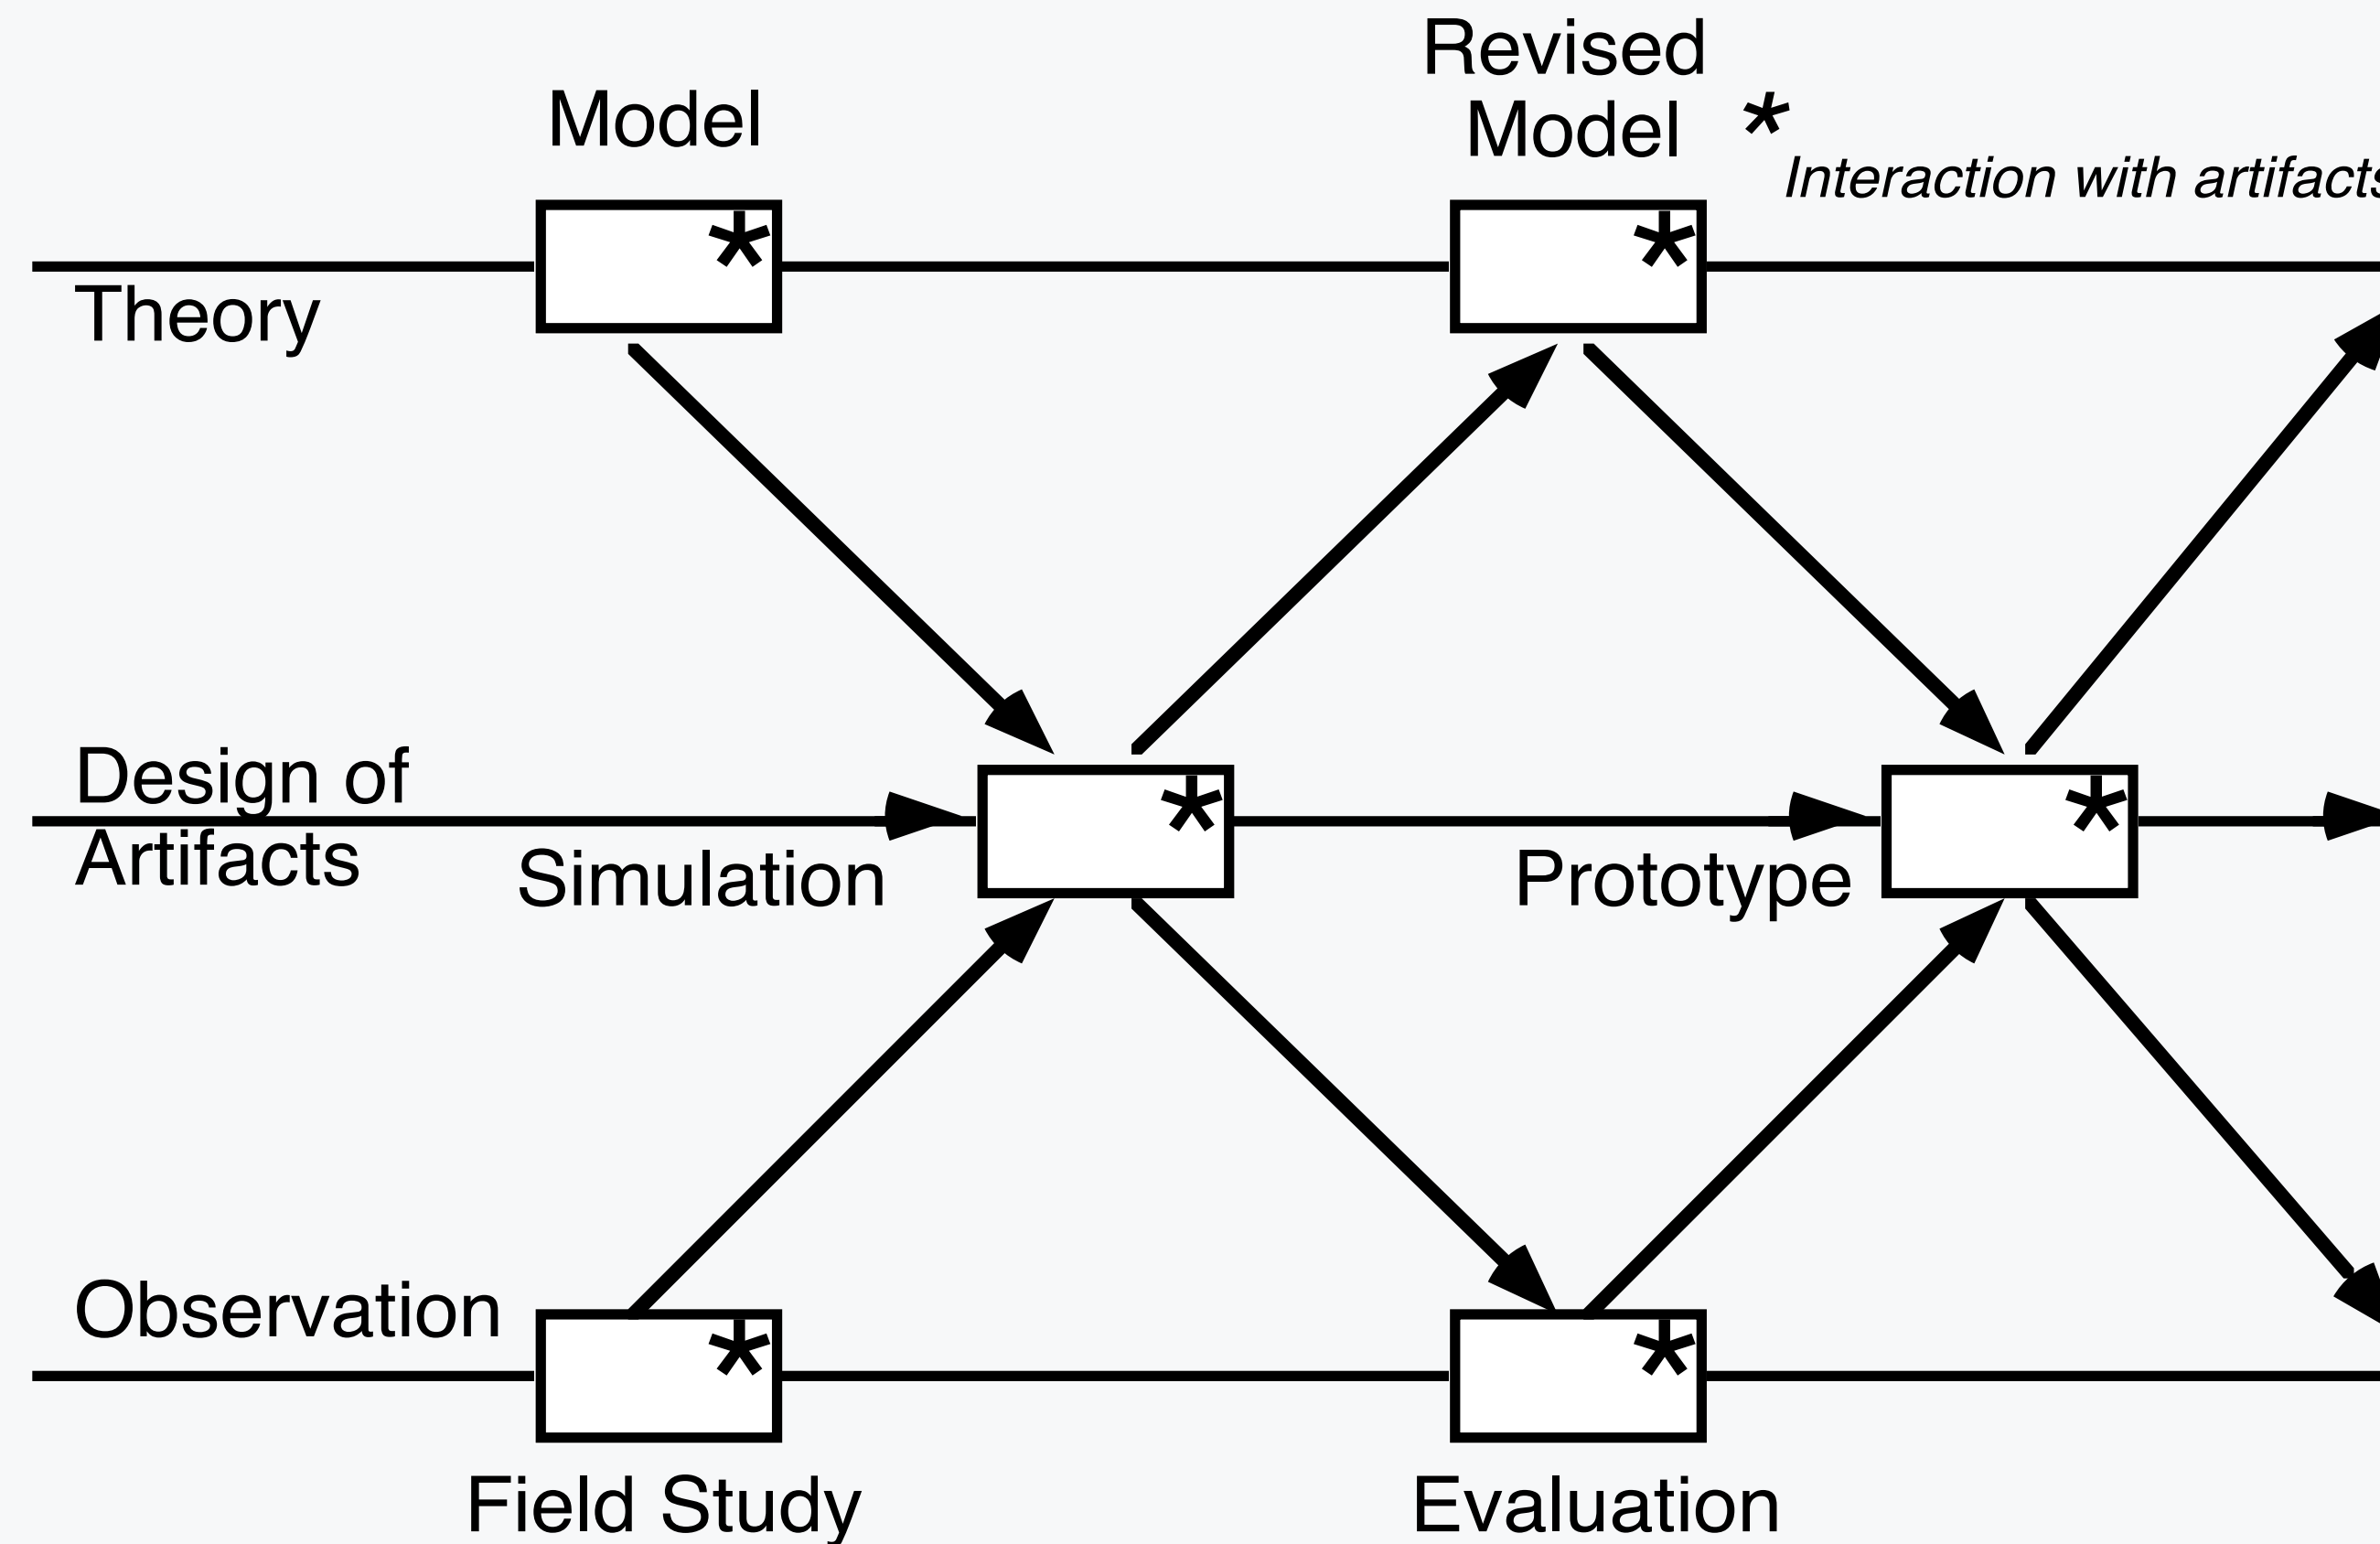 Revised
Model
Model *
Interaction with artifacts
*
*
Theory
Design of
*
*
Artifacts
Simulation
Prototype
Observation
*
*
Field Study
Evaluation